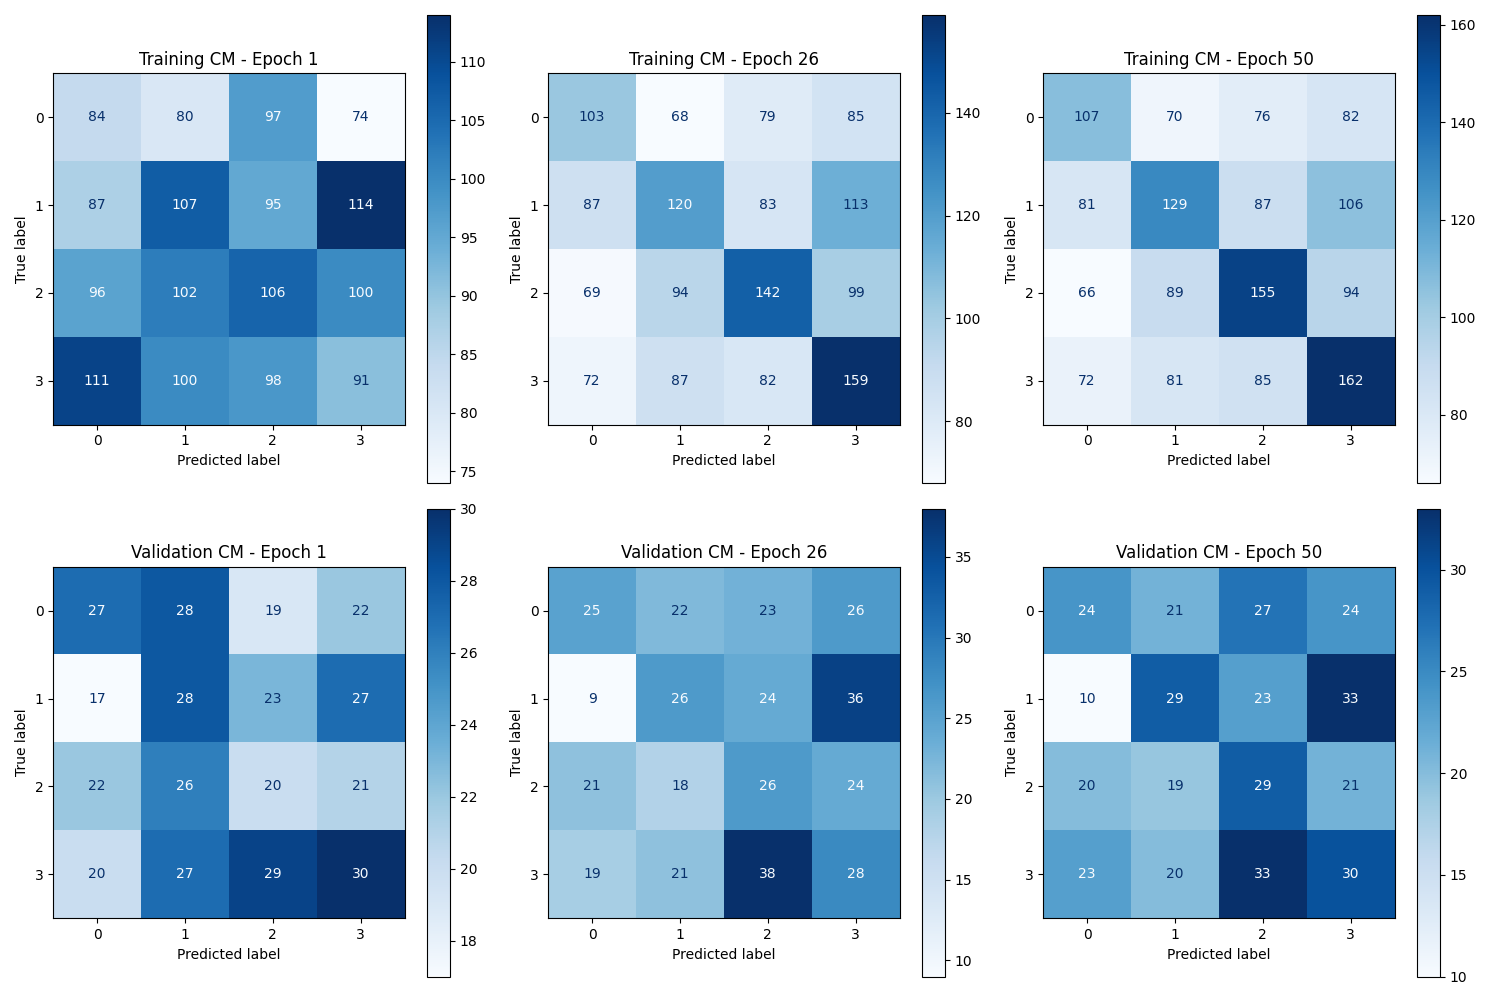 Training CM - Epoch 1
True label
0 84 80 97 74
1 87 107 95 114
2 96 102 106 100
3 111 100 98 91
0 1 2 3
Predicted label
110
105
100
95
90
85
80
75
Training CM - Epoch 26
True label
0 103 68 79 85
1 87 120 83 113
2 69 94 142 99
3 72 87 82 159
0 1 2 3
Predicted label
140
120
100
80
Training CM - Epoch 50
True label
0 107 70 76 82
1 81 129 87 106
2 66 89 155 94
3 72 81 85 162
0 1 2 3
Predicted label
160
140
120
100
80
Validation CM - Epoch 1
True label
0 27 28 19 22
1 17 28 23 27
2 22 26 20 21
3 20 27 29 30
0 1 2 3
Predicted label
30
28
26
24
22
20
18
Validation CM - Epoch 26
True label
0 25 22 23 26
1 9 26 24 36
2 21 18 26 24
3 19 21 38 28
0 1 2 3
Predicted label
35
30
25
20
15
10
Validation CM - Epoch 50
True label
0 24 21 27 24
1 10 29 23 33
2 20 19 29 21
3 23 20 33 30
0 1 2 3
Predicted label
30
25
20
15
10